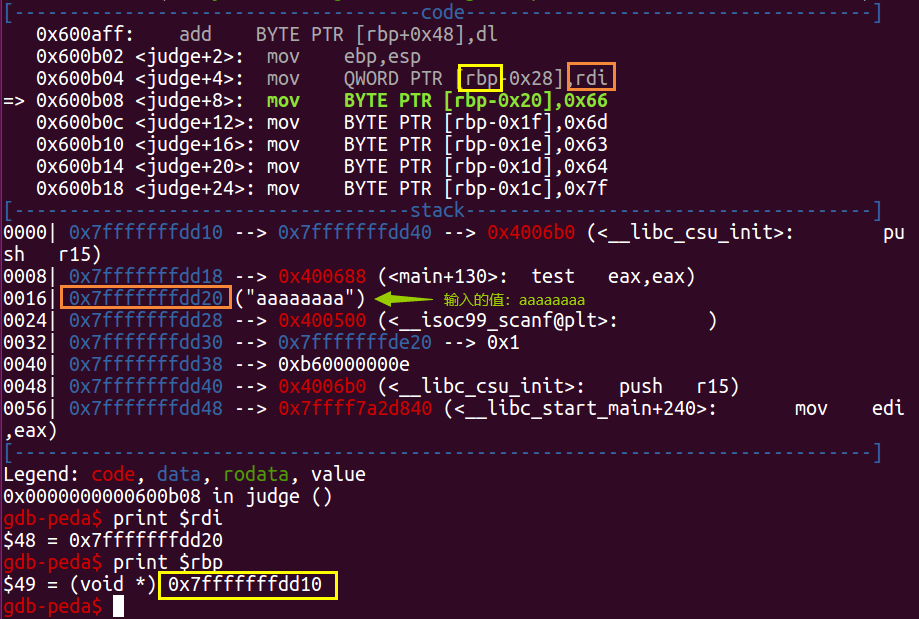 [------------------------------------code-------------------------------------]
   0x600aff:	add    BYTE PTR [rbp+0x48],dl
   0x600b02 <judge+2>:	mov    ebp,esp
   0x600b04 <judge+4>:	mov    QWORD PTR [rbp-0x28],rdi
=> 0x600b08 <judge+8>:	mov    BYTE PTR [rbp-0x20],0x66
   0x600b0c <judge+12>:	mov    BYTE PTR [rbp-0x1f],0x6d
   0x600b10 <judge+16>:	mov    BYTE PTR [rbp-0x1e],0x63
   0x600b14 <judge+20>:	mov    BYTE PTR [rbp-0x1d],0x64
   0x600b18 <judge+24>:	mov    BYTE PTR [rbp-0x1c],0x7f
[------------------------------------stack-------------------------------------]
0000| 0x7fffffffdd10 --> 0x7fffffffdd40 --> 0x4006b0 (<__libc_csu_init>:	pu
sh   r15)
0008| 0x7fffffffdd18 --> 0x400688 (<main+130>:	test   eax,eax)
0016| 0x7fffffffdd20 ("aaaaaaaa") 输入的值：aaaaaaaa
0024| 0x7fffffffdd28 --> 0x400500 (<__isoc99_scanf@plt>:	)
0032| 0x7fffffffdd30 --> 0x7fffffffde20 --> 0x1
0040| 0x7fffffffdd38 --> 0xb60000000e
0048| 0x7fffffffdd40 --> 0x4006b0 (<__libc_csu_init>:	push   r15)
0056| 0x7fffffffdd48 --> 0x7ffff7a2d840 (<__libc_start_main+240>:	mov    edi
,eax)
[------------------------------------------------------------------------------]
Legend: code, data, rodata, value
0x0000000000600b08 in judge ()
gdb-peda$ print $rdi
$48 = 0x7fffffffdd20
gdb-peda$ print $rbp
$49 = (void *) 0x7fffffffdd10
gdb-peda$